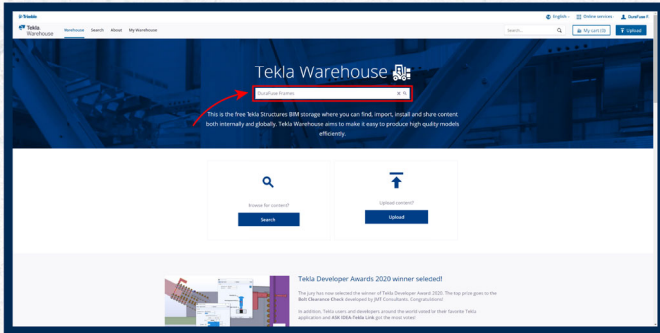 Trimble
English
Online services
DuraFuse F.
Tekla
Warehouse
Warehouse Search About My Warehouse
Search...
My cart (0)
Upload
Tekla Warehouse
DuraFuse Frames
This is the free Tekla Structures BIM storage where you can find, import, install and share content
both internally and globally. Tekla Warehouse aims to make it easy to produce high quality models
efficiently.
Browse for content?
Search
Upload content?
Upload
Tekla Developer Awards 2020 winner selected!
The jury has now selected the winner of Tekla Developer Award 2020. The top prize goes to the
Bolt Clearance Check developed by JMT Consultants. Congratulations!
In addition, Tekla users and developers around the world voted in their favorite Tekla
application and ASK IDEA-Tekla Link got the most votes!